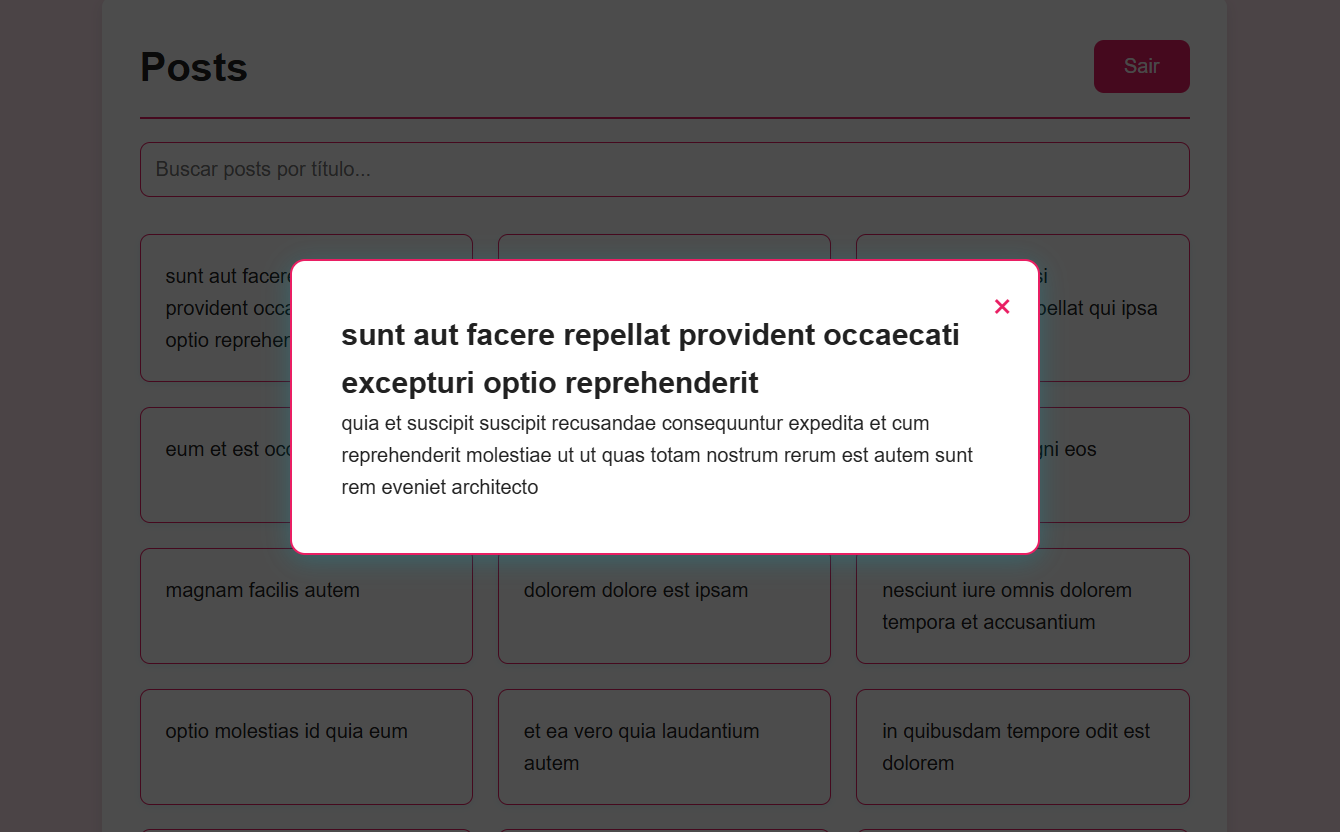 Posts
Sair
Buscar posts por título...
sunt aut facere
provident occa
optio reprehen
si
pellat qui ipsa
sunt aut facere repellat provident occaecati
excepturi optio reprehenderit
quia et suscipit suscipit recusandae consequuntur expedita et cum
reprehenderit molestiae ut ut quas totam nostrum rerum est autem sunt
rem eveniet architecto
eum et est occ
gni eos
magnam facilis autem
dolorem dolore est ipsam
nesciunt iure omnis dolorem
tempora et accusantium
optio molestias id quia eum
et ea vero quia laudantium
autem
in quibusdam tempore odit est
dolorem